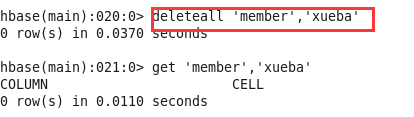 hbase(main):020:0> deleteall 'member','xueba'
0 row(s) in 0.0370 seconds
hbase(main):021:0> get 'member','xueba'
COLUMN CELL
0 row(s) in 0.0110 seconds